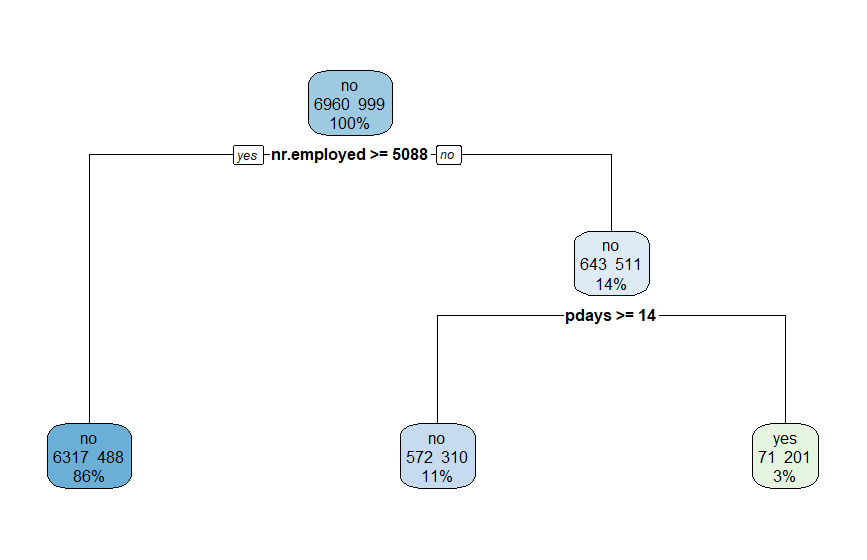 no
6960 999
100%
yes nr.employed >= 5088 no
no
643 511
14%
pdays >= 14
no
6317 488
86%
no
572 310
11%
yes
71 201
3%